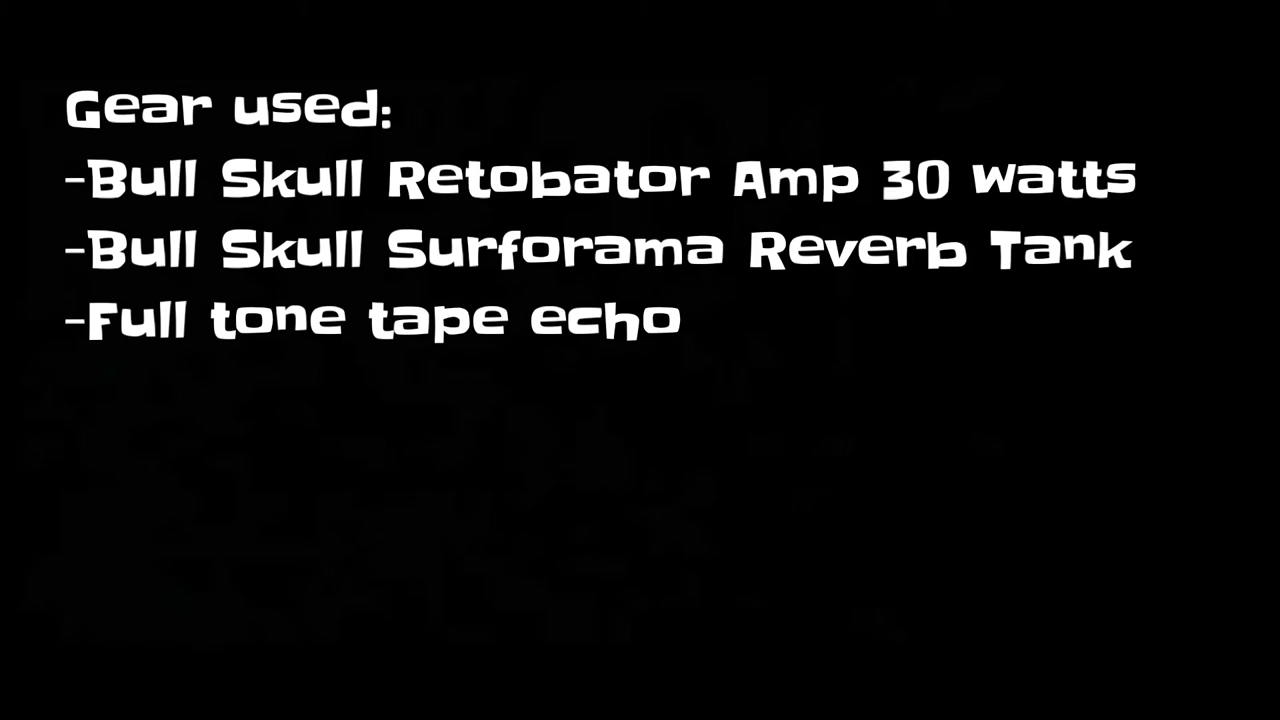 Gear used:
-Bull Skull Retobator Amp 30 watts
-Bull Skull Surforama Reverb Tank
-Full tone tape echo